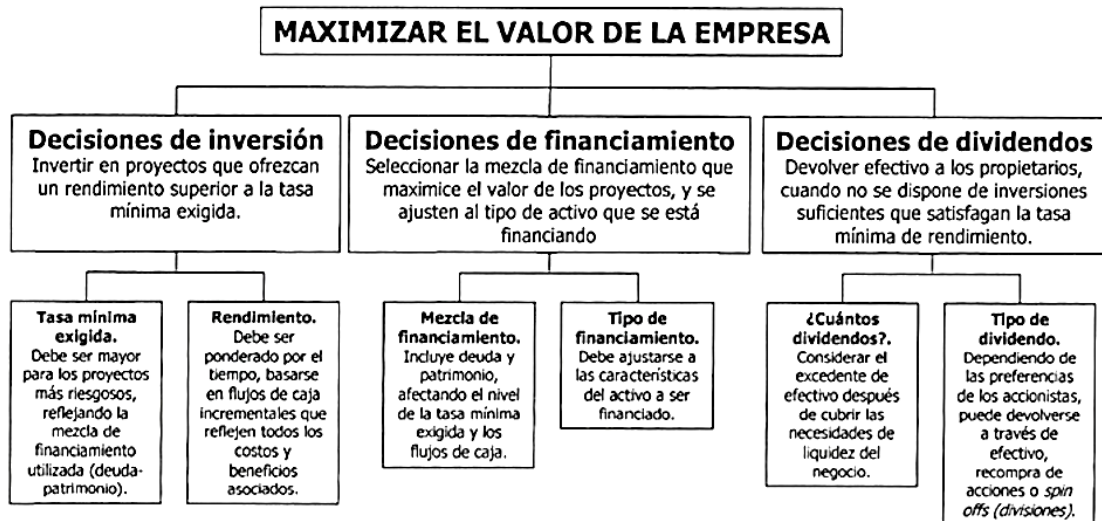 MAXIMIZAR EL VALOR DE LA EMPRESA
Decisiones de inversión
Invertir en proyectos que ofrezcan
un rendimiento superior a la tasa
mínima exigida.
Decisiones de financiamiento
Seleccionar la mezcla de financiamiento que
maximice el valor de los proyectos, y se
ajusten al tipo de activo que se está
financiando
Decisiones de dividendos
Devolver efectivo a los propietarios,
cuando no se dispone de inversiones
suficientes que satisfagan la tasa
mínima de rendimiento.
Tasa mínima
exigida.
Debe ser mayor
para los proyectos
más riesgosos,
reflejando la
mezcla de
financiamiento
utilizada (deuda-
patrimonio).
Rendimiento.
Debe ser
ponderado por el
tiempo, basarse
en flujos de caja
incrementales que
reflejen todos los
costos y
beneficios
asociados.
Mezcla de
financiamiento.
Incluye deuda y
patrimonio,
afectando el nivel
de la tasa mínima
exigida y los
flujos de caja.
Tipo de
financiamiento.
Debe ajustarse a
las características
del activo a ser
financiado.
¿Cuántos
dividendos?.
Considerar el
excedente de
efectivo después
de cubrir las
necesidades de
liquidez del
negocio.
Tipo de
dividendo.
Dependiendo de
las preferencias
de los accionistas,
puede devolverse
a través de
efectivo,
recompra de
acciones o spin
offs (divisiones).